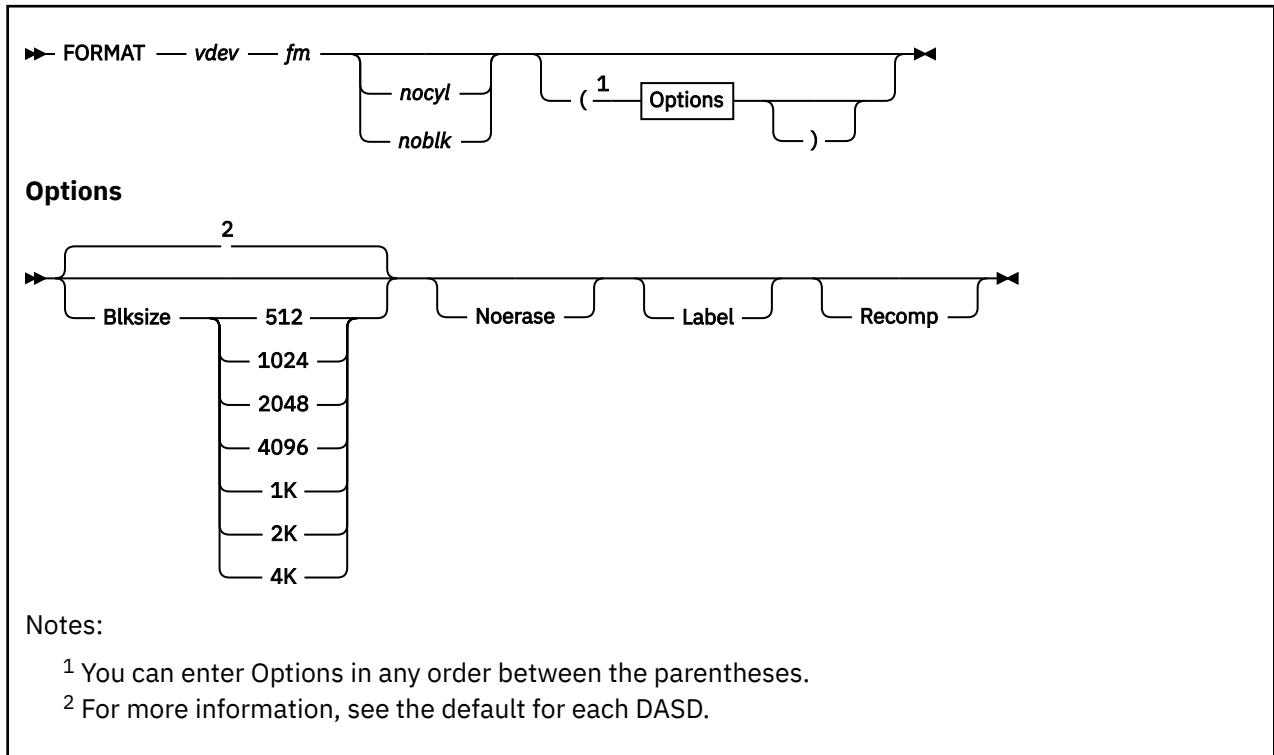 FORMAT vdev fm
nocyl
noblk
( 1 Options )
Options
2
Blksize 512 Noerase Label Recomp
1024
2048
4096
1K
2K
4K
Notes:
1 You can enter Options in any order between the parentheses.
2 For more information, see the default for each DASD.